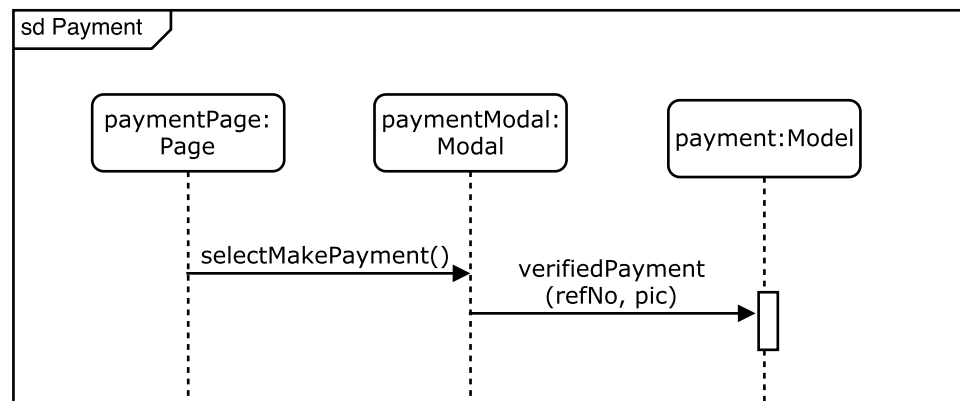 sd Payment
paymentPage:
Page
paymentModal:
Modal
payment:Model
selectMakePayment()
verifiedPayment
(refNo, pic)